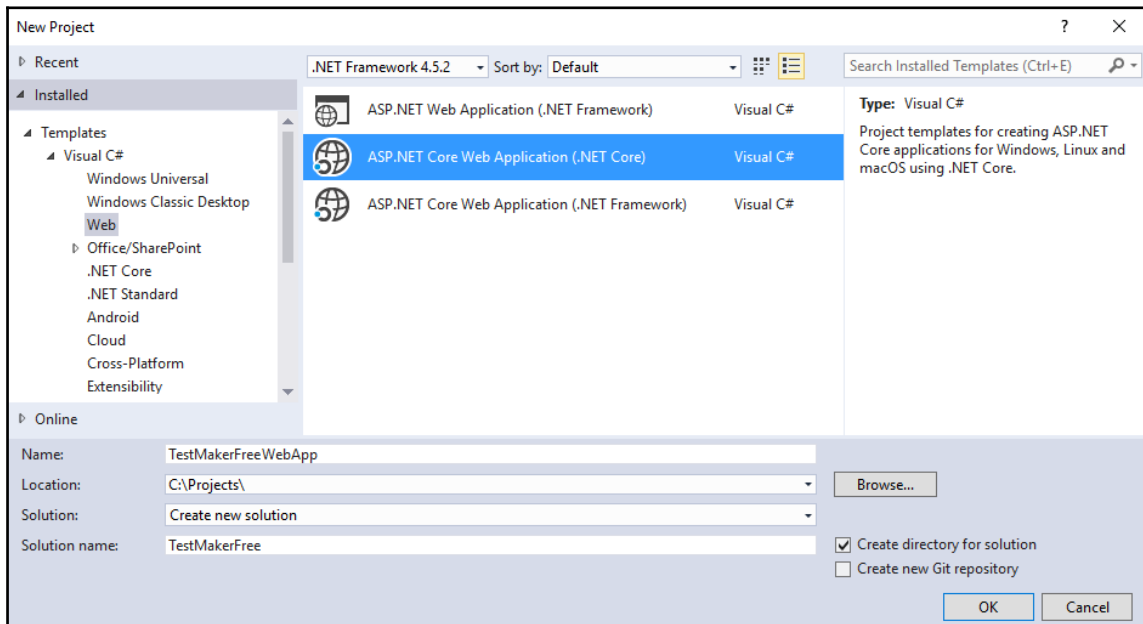 New Project
?
Recent
.NET Framework 4.5.2
Sort by: Default
Search Installed Templates (Ctrl+E)
Installed
Templates
Visual C#
Windows Universal
Windows Classic Desktop
Web
Office/SharePoint
.NET Core
.NET Standard
Android
Cloud
Cross-Platform
Extensibility
Online
ASP.NET Web Application (.NET Framework) Visual C#
ASP.NET Core Web Application (.NET Core) Visual C#
ASP.NET Core Web Application (.NET Framework) Visual C#
Type: Visual C#
Project templates for creating ASP.NET
Core applications for Windows, Linux and
macOS using .NET Core.
Name: TestMakerFreeWebApp
Location: C:\Projects\
Browse...
Solution: Create new solution
Solution name: TestMakerFree
Create directory for solution
Create new Git repository
OK
Cancel